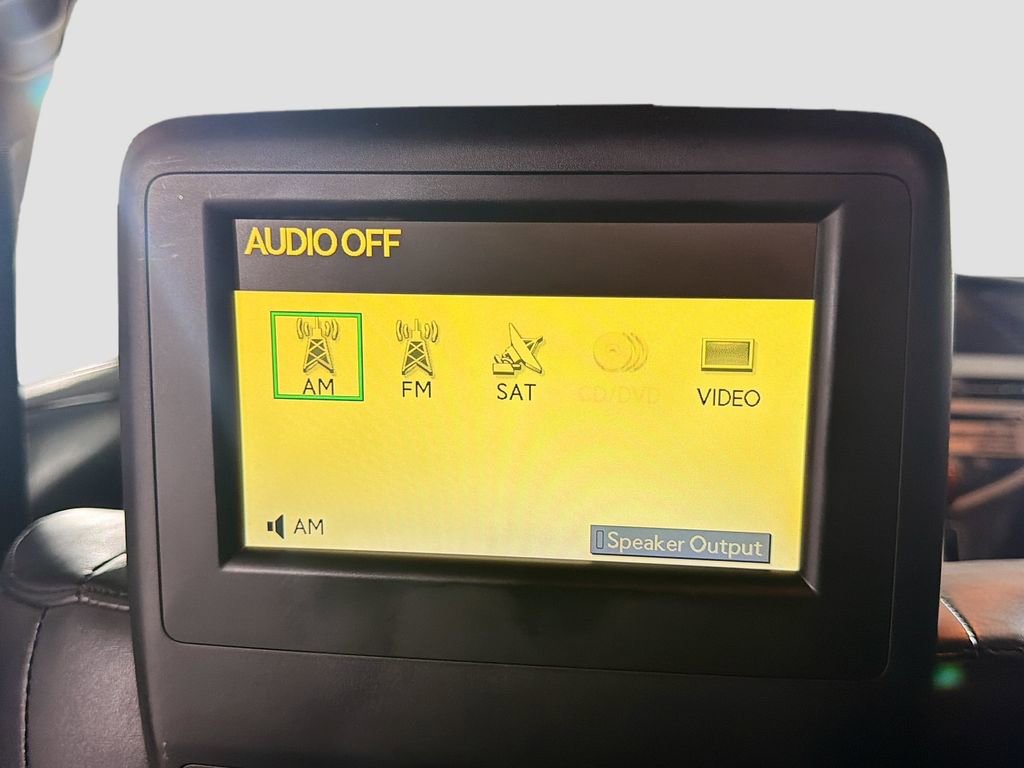 AUDIO OFF
AM FM SAT CD/DVD VIDEO
AM
Speaker Output